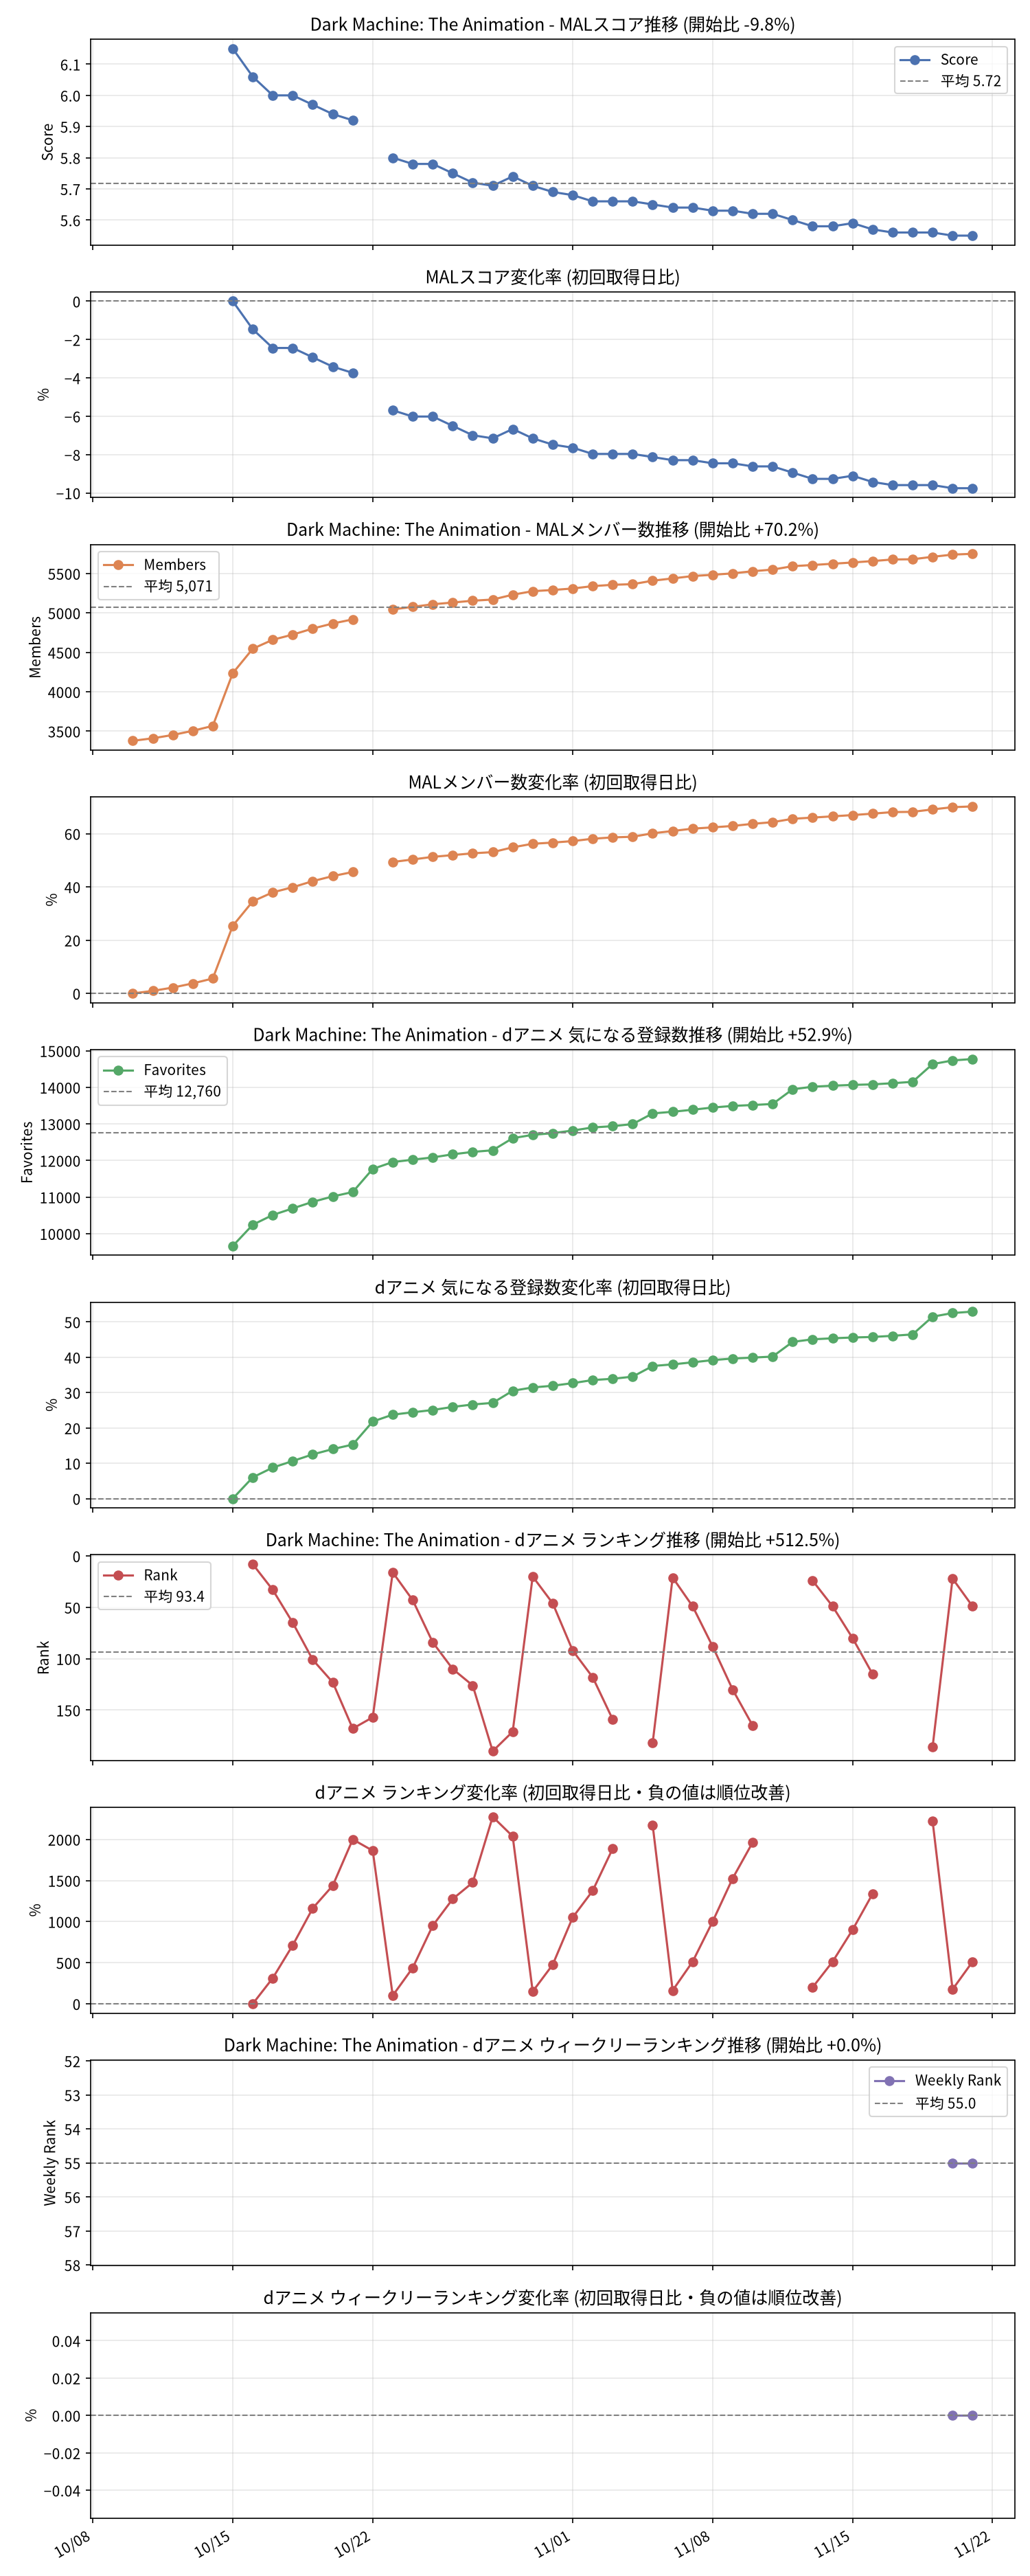 Dark Machine: The Animation - MALスコア推移 (開始比 -9.8%)
Score
平均 5.72
Score
6.1
6.0
5.9
5.8
5.7
5.6
MALスコア変化率 (初回取得日比)
%
0
−2
−4
−6
−8
−10
Dark Machine: The Animation - MALメンバー数推移 (開始比 +70.2%)
Members
平均 5,071
Members
5500
5000
4500
4000
3500
MALメンバー数変化率 (初回取得日比)
%
60
40
20
0
Dark Machine: The Animation - dアニメ 気になる登録数推移 (開始比 +52.9%)
Favorites
平均 12,760
Favorites
15000
14000
13000
12000
11000
10000
dアニメ 気になる登録数変化率 (初回取得日比)
%
50
40
30
20
10
0
Dark Machine: The Animation - dアニメ ランキング推移 (開始比 +512.5%)
Rank
平均 93.4
Rank
0
50
100
150
dアニメ ランキング変化率 (初回取得日比・負の値は順位改善)
%
2000
1500
1000
500
0
Dark Machine: The Animation - dアニメ ウィークリーランキング推移 (開始比 +0.0%)
Weekly Rank
平均 55.0
Weekly Rank
52
53
54
55
56
57
58
dアニメ ウィークリーランキング変化率 (初回取得日比・負の値は順位改善)
%
0.04
0.02
0.00
−0.02
−0.04
10/08
10/15
10/22
11/01
11/08
11/15
11/22